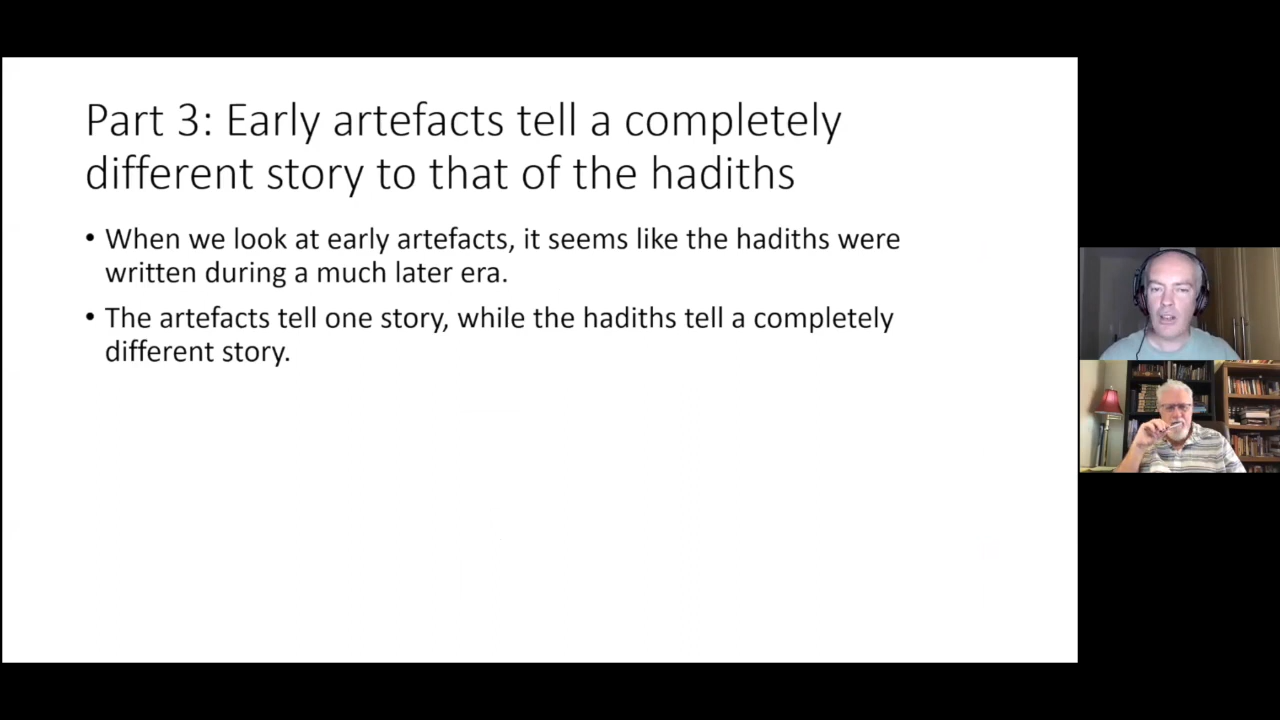 Part 3: Early artefacts tell a completely
different story to that of the hadiths
• When we look at early artefacts, it seems like the hadiths were
written during a much later era.
• The artefacts tell one story, while the hadiths tell a completely
different story.